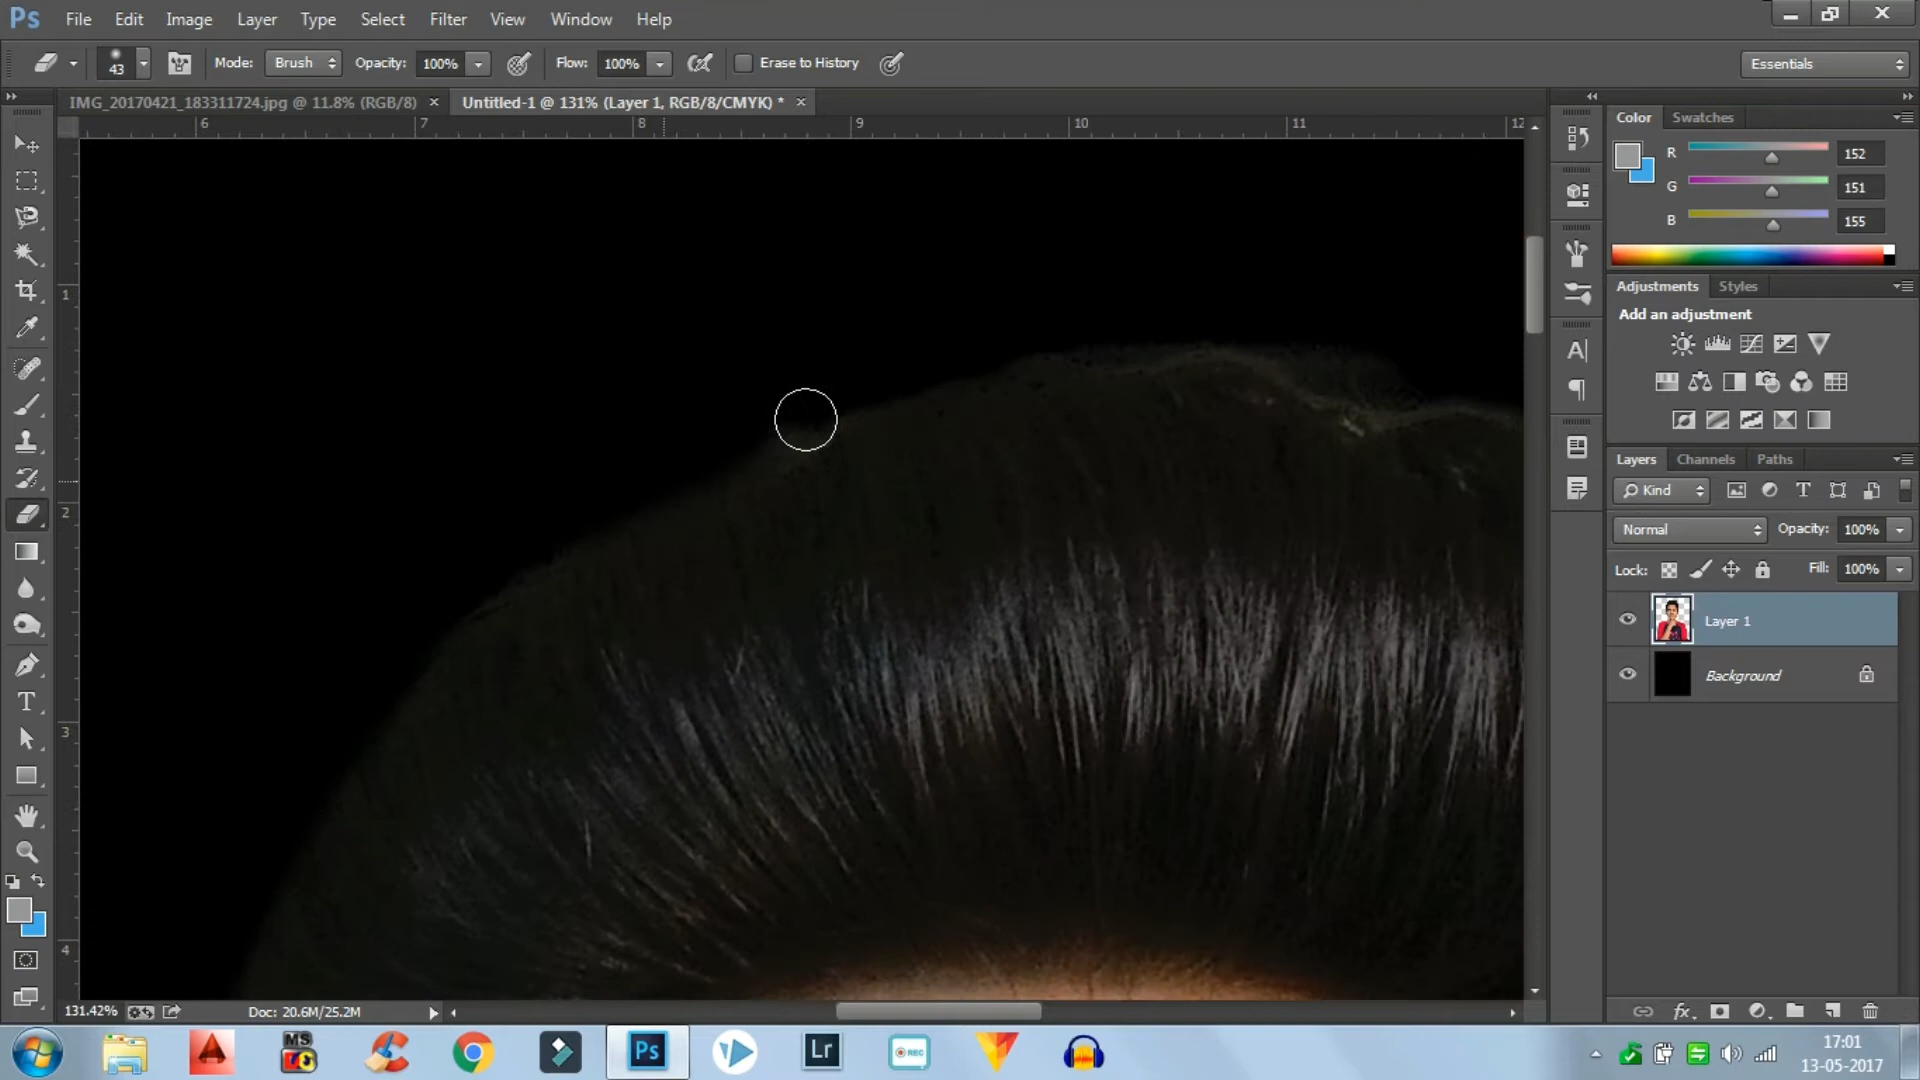 Ps File Edit Image Layer Type Select Filter View Window Help
43 Mode: Brush Opacity: 100% Flow: 100% Erase to History Essentials
IMG_20170421_183311724.jpg @ 11.8% (RGB/8) × Untitled-1 @ 131% (Layer 1, RGB/8/CMYK) * ×
6 7 8 9 10 11 12
1
2
3
4
Color Swatches
R 152
G 151
B 155
Adjustments Styles
Add an adjustment
Layers Channels Paths
Kind
Normal Opacity: 100%
Lock: Fill: 100%
Layer 1
Background
131.42% Doc: 20.6M/25.2M
MS
Ps
Lr
REC
17:01
13-05-2017